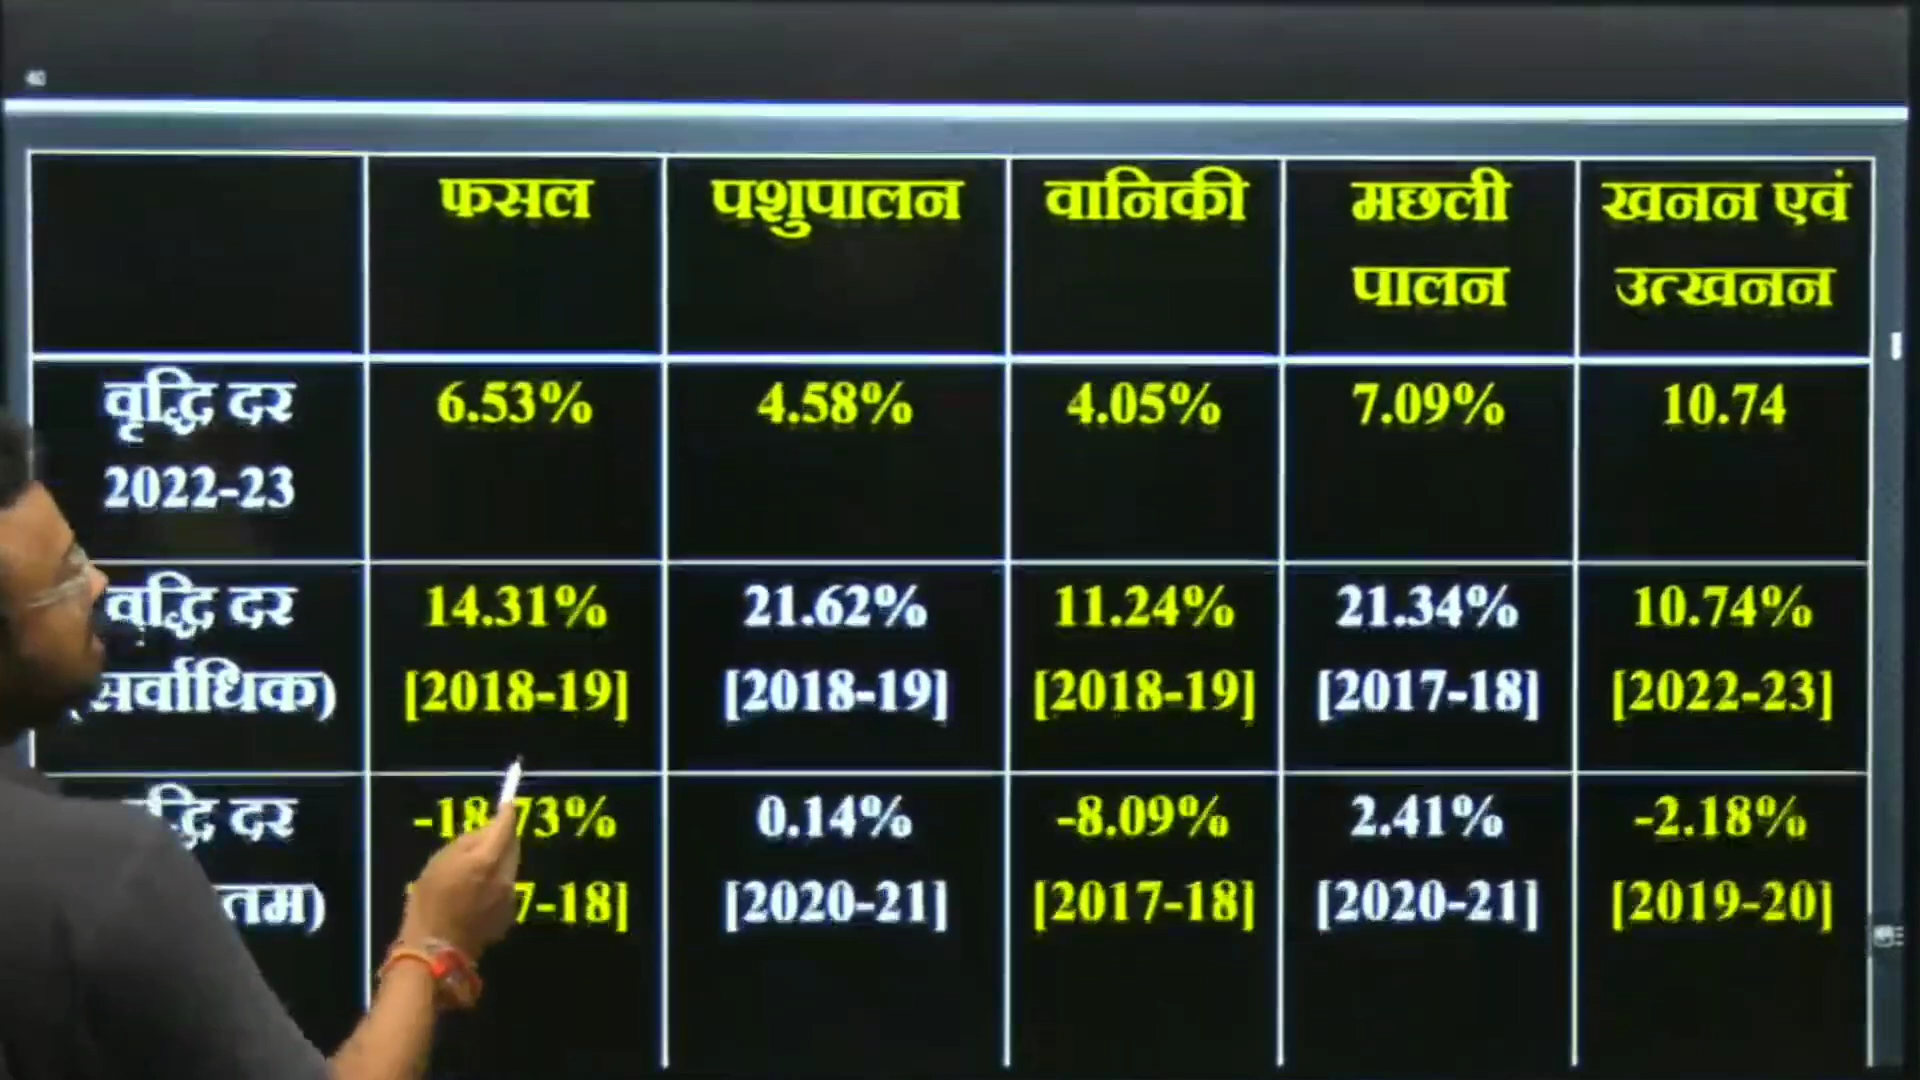 40
फसल पशुपालन वानिकी मछली खनन एवं
पालन उत्खनन
वृद्धि दर 6.53% 4.58% 4.05% 7.09% 10.74
2022-23
वृद्धि दर 14.31% 21.62% 11.24% 21.34% 10.74%
(सर्वाधिक) [2018-19] [2018-19] [2018-19] [2017-18] [2022-23]
दर 0.14% -8.09% 2.41% -2.18%
[2020-21] [2017-18] [2020-21] [2019-20]